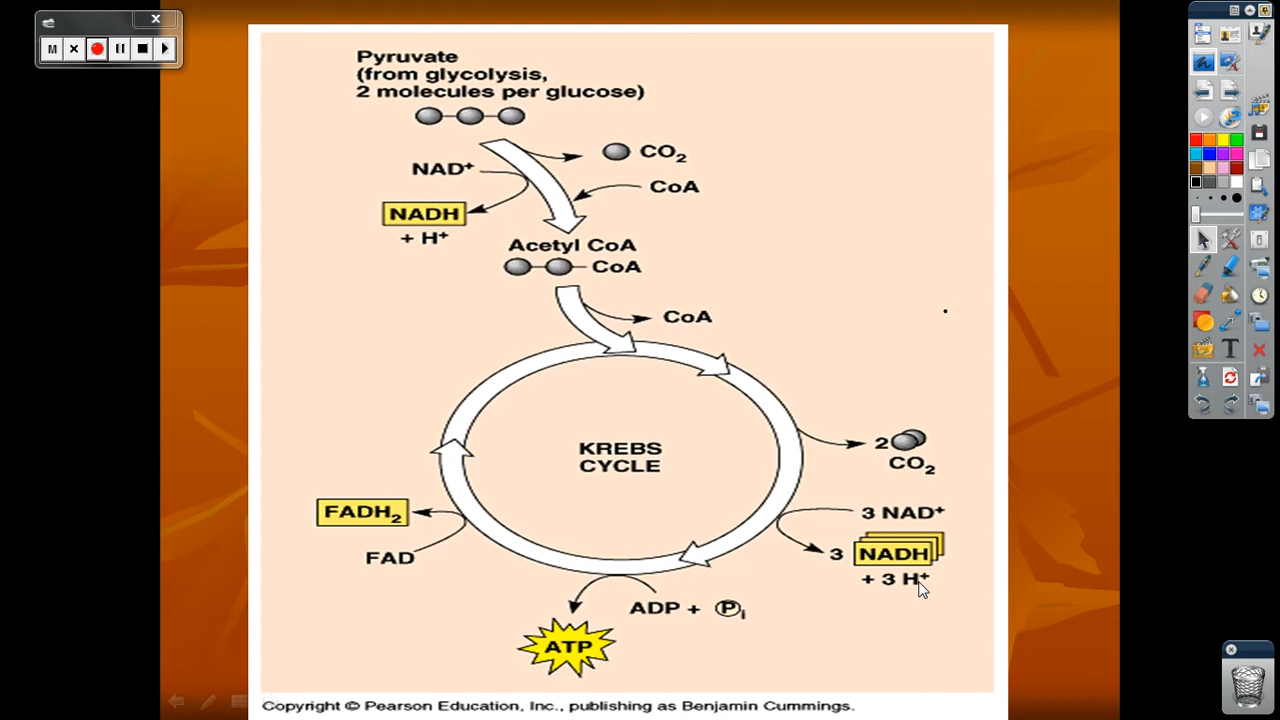 M
Pyruvate
(from glycolysis,
2 molecules per glucose)
CO₂
NAD⁺
CoA
NADH
+ H⁺
Acetyl CoA
CoA
CoA
KREBS
CYCLE
2
CO₂
FADH₂
3 NAD⁺
FAD
3 NADH
+ 3 H⁺
ADP + Pᵢ
ATP
T
Copyright © Pearson Education, Inc., publishing as Benjamin Cummings.